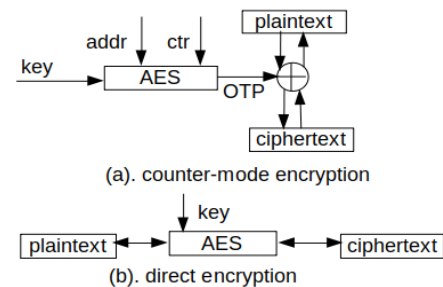 plaintext
addr ctr
key
AES
OTP
ciphertext
(a). counter-mode encryption
key
plaintext AES ciphertext
(b). direct encryption